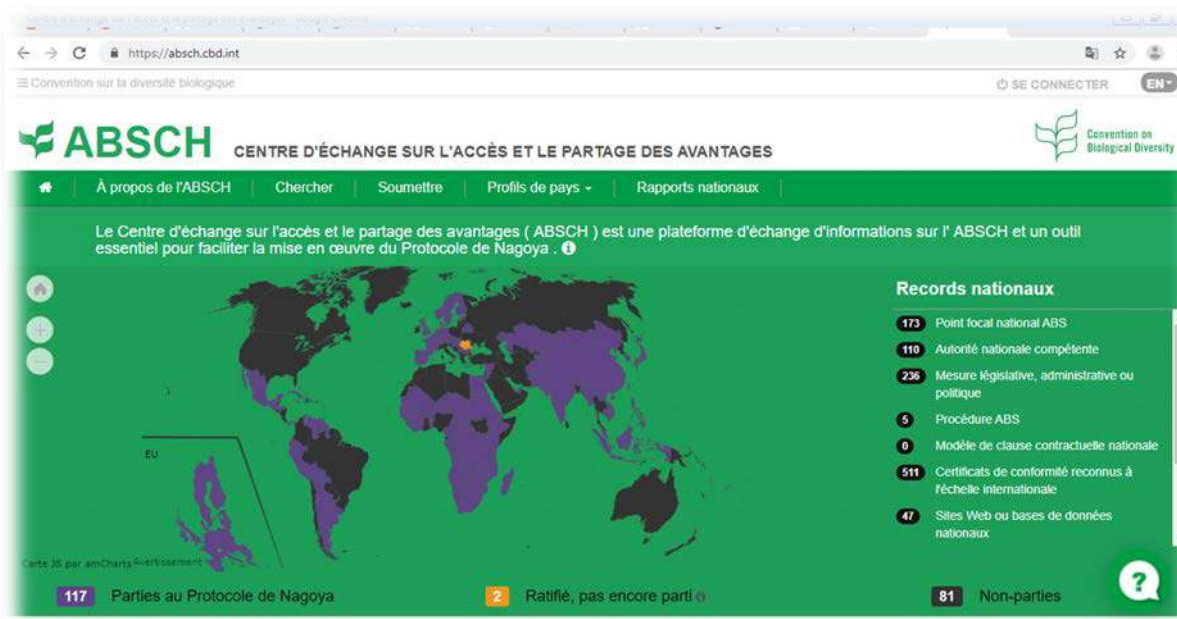 https://absch.cbd.int
Convention sur la diversité biologique
SE CONNECTER
EN
ABSCH
CENTRE D'ÉCHANGE SUR L'ACCÈS ET LE PARTAGE DES AVANTAGES
Convention on
Biological Diversity
À propos de l'ABSCH
Chercher
Soumettre
Profils de pays
Rapports nationaux
Le Centre d'échange sur l'accès et le partage des avantages ( ABSCH ) est une plateforme d'échange d'informations sur l' ABSCH et un outil
essentiel pour faciliter la mise en œuvre du Protocole de Nagoya .
EU
Carte JS par amCharts Avertissement
Records nationaux
173 Point focal national ABS
110 Autorité nationale compétente
236 Mesure législative, administrative ou
politique
5 Procédure ABS
0 Modèle de clause contractuelle nationale
511 Certificats de conformité reconnus à
l'échelle internationale
47 Sites Web ou bases de données
nationaux
117 Parties au Protocole de Nagoya
2 Ratifié, pas encore parti
81 Non-parties
?